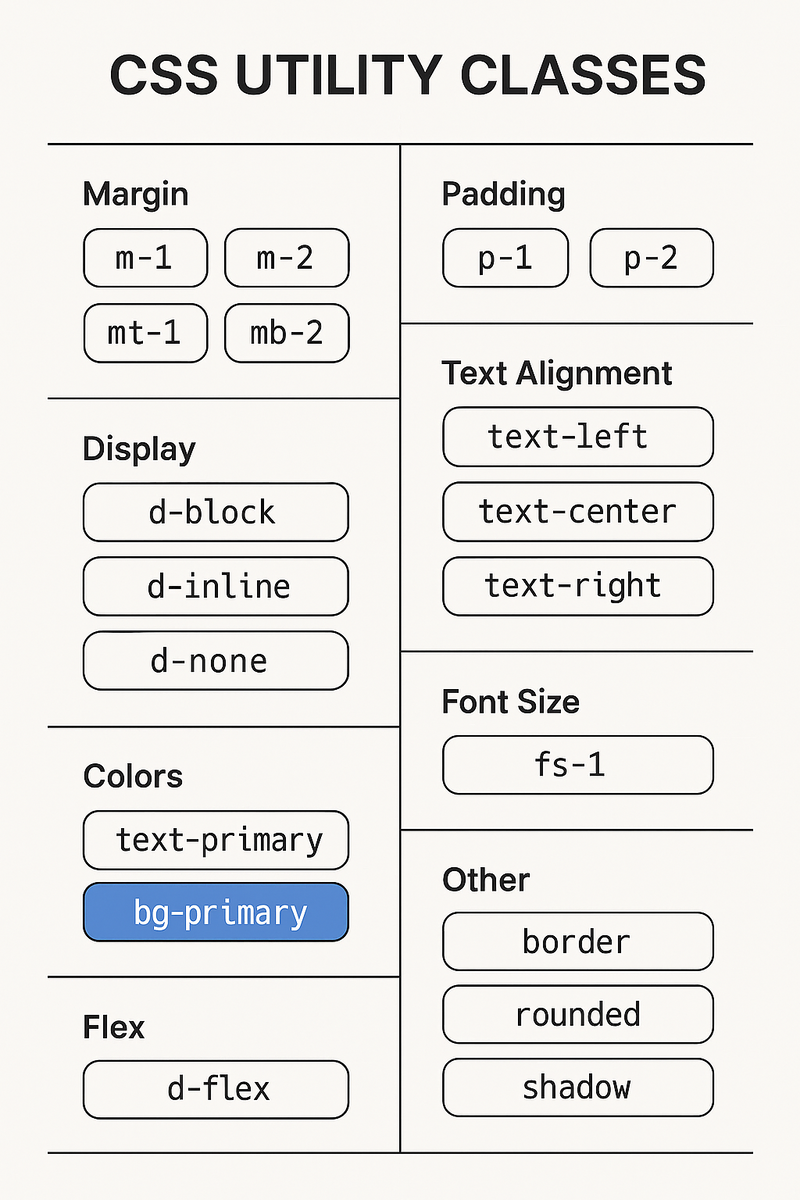 CSS UTILITY CLASSES
Margin
m-1 m-2
mt-1 mb-2
Display
d-block
d-inline
d-none
Colors
text-primary
bg-primary
Flex
d-flex
Padding
p-1 p-2
Text Alignment
text-left
text-center
text-right
Font Size
fs-1
Other
border
rounded
shadow